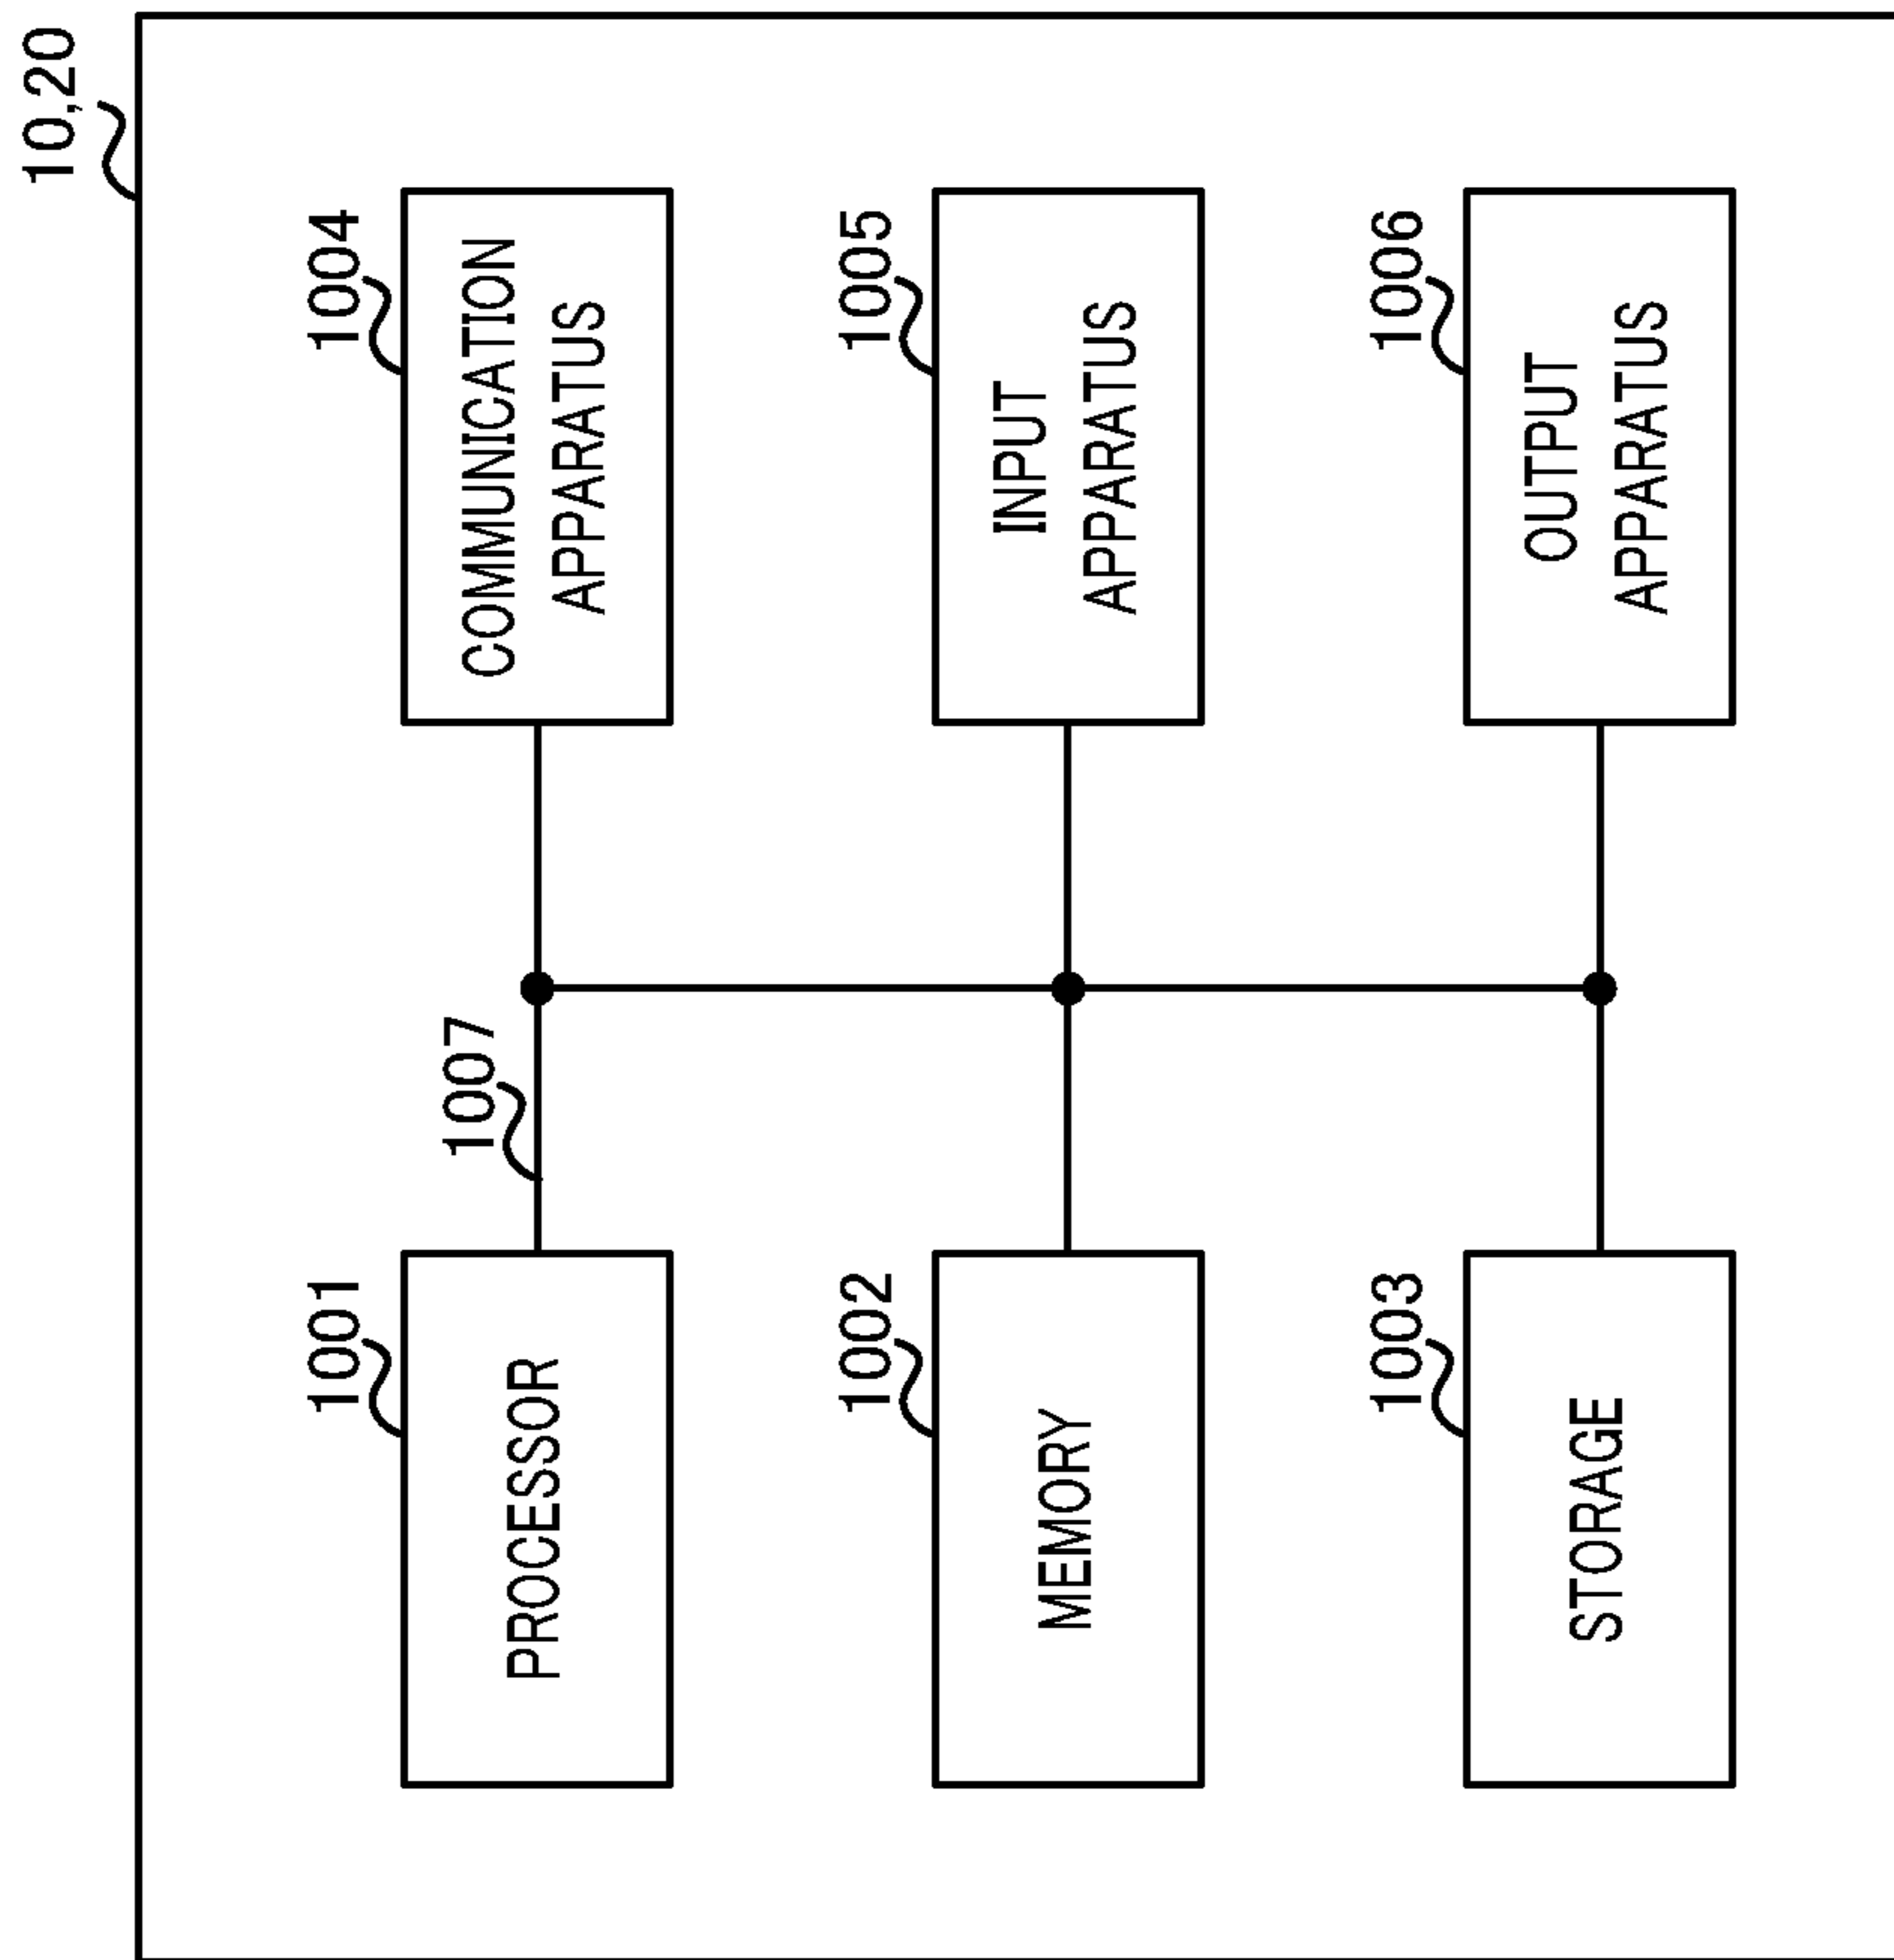 10,20
1001
PROCESSOR
1007
1004
COMMUNICATION
APPARATUS
1002
MEMORY
1005
INPUT
APPARATUS
1003
STORAGE
1006
OUTPUT
APPARATUS